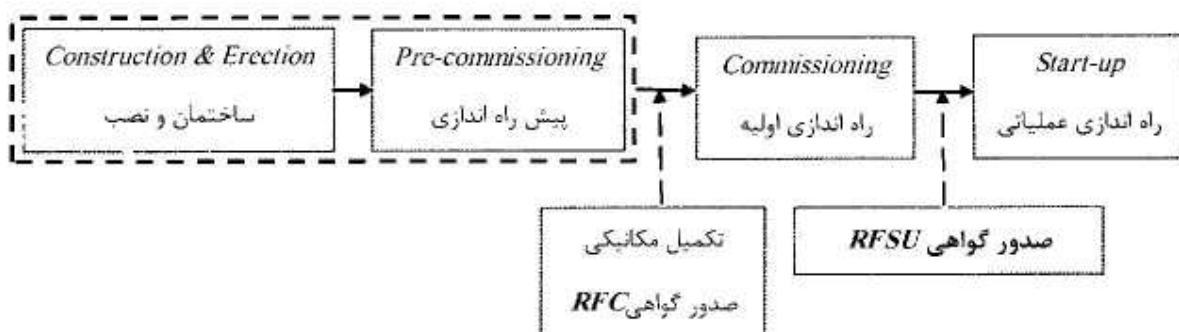 Construction & Erection
ساختمان و نصب
Pre-commissioning
پیش راه اندازی
Commissioning
راه اندازی اولیه
Start-up
راه اندازی عملیاتی
تکمیل مکانیکی
صدور گواهی RFC
صدور گواهی RFSU